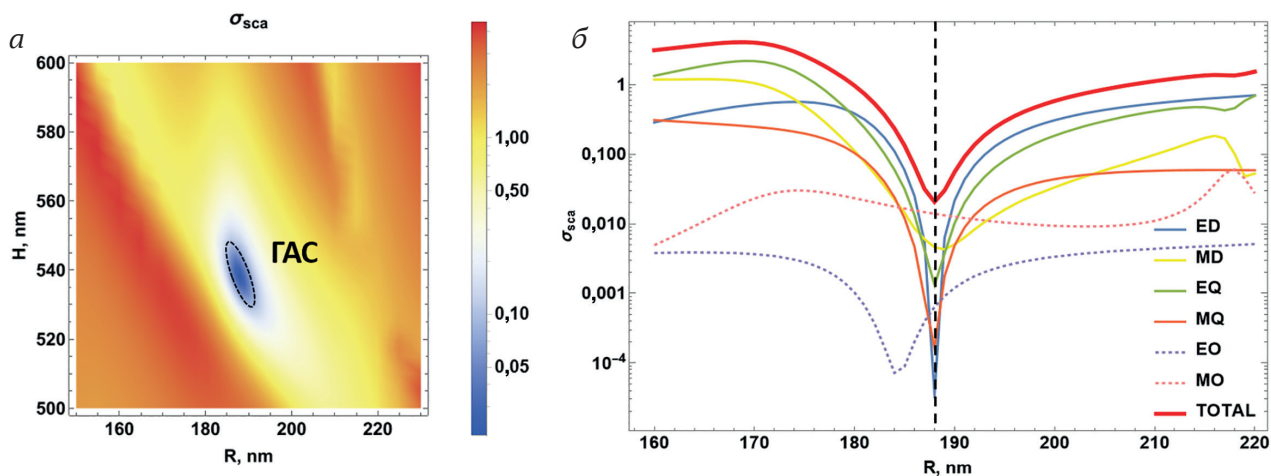 а
σsca
H, nm
600
580
560
540
520
500
ГАС
160
180
200
220
R, nm
1,00
0,50
0,10
0,05
б
σsca
1
0,100
0,010
0,001
10⁻⁴
ED
MD
EQ
MQ
EO
MO
TOTAL
160
170
180
190
200
210
220
R, nm